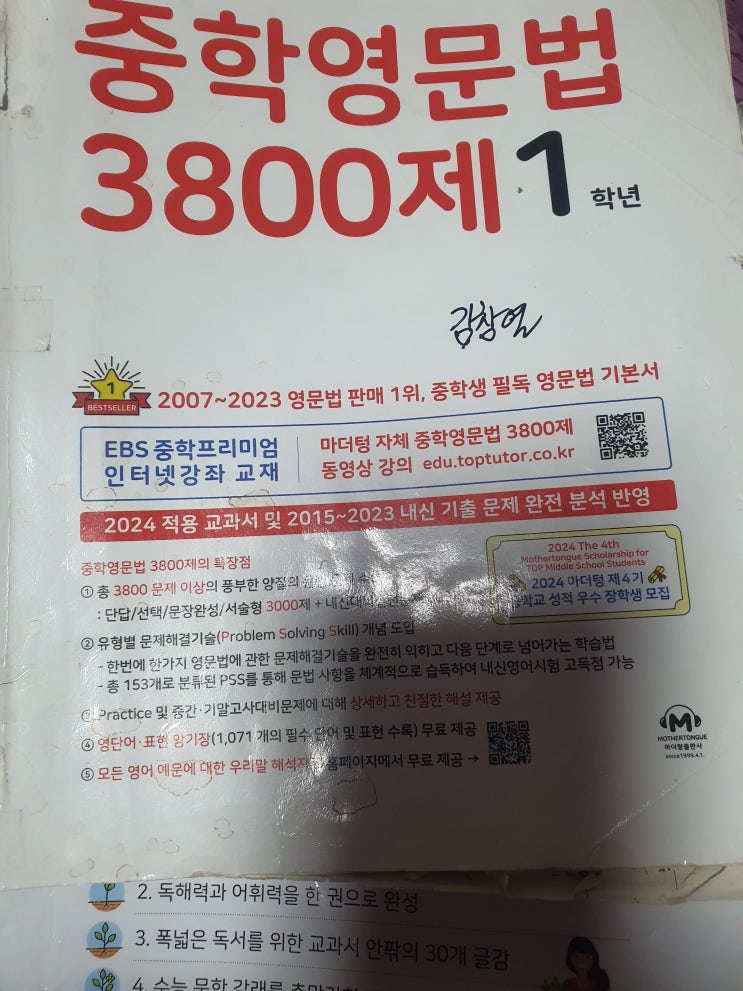 중학영문법
3800제 1 학년
김창열
1
BESTSELLER
2007~2023 영문법 판매 1위, 중학생 필독 영문법 기본서
EBS 중학프리미엄
인터넷강좌 교재
마더텅 자체 중학영문법 3800제
동영상 강의 edu.toptutor.co.kr
2024 적용 교과서 및 2015~2023 내신 기출 문제 완전 분석 반영
2024 The 4th
Mothertongue Scholarship for
TOP Middle School Students
2024 마더텅 제4기
중학교 성적 우수 장학생 모집
중학영문법 3800제의 특장점
① 총 3800 문제 이상의 풍부한 양질의
: 단답/선택/문장완성/서술형 3000제 +
② 유형별 문제해결기술(Problem Solving Skill) 개념 도입
- 한번에 한가지 영문법에 관한 문제해결기술을 완전히 익히고 다음 단계로 넘어가는 학습법
- 총 153개로 분류된 PSS를 통해 문법 사항을 체계적으로 습득하여 내신영어시험 고득점 가능
③ Practice 및 중간·기말고사대비문제에 대해 상세하고 친절한 해설 제공
④ 영단어·표현 암기장(1,071 개의 필수 단어 및 표현 수록) 무료 제공
⑤ 모든 영어 예문에 대한 우리말 해석지 홈페이지에서 무료 제공 →
M
MOTHERTONGUE
마더텅출판사
since1999.4.1.
2. 독해력과 어휘력을 한 권으로 완성
3. 폭넓은 독서를 위한 교과서 안팎의 30개 글감
4.